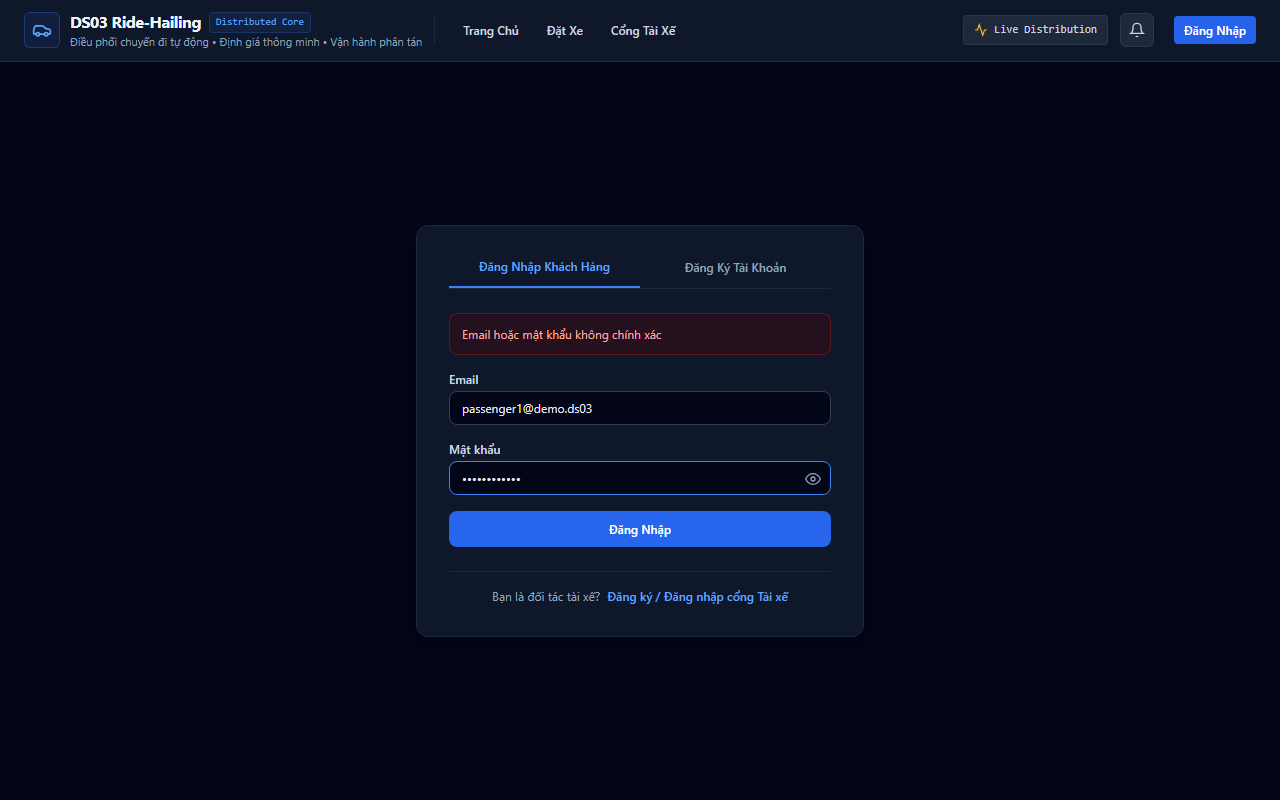 DS03 Ride-Hailing
Distributed Core
Điều phối chuyến đi tự động • Định giá thông minh • Vận hành phân tán
Trang Chủ
Đặt Xe
Cổng Tài Xế
Live Distribution
Đăng Nhập
Đăng Nhập Khách Hàng
Đăng Ký Tài Khoản
Email hoặc mật khẩu không chính xác
Email
passenger1@demo.ds03
Mật khẩu
••••••••••••
Đăng Nhập
Bạn là đối tác tài xế? Đăng ký / Đăng nhập cổng Tài xế